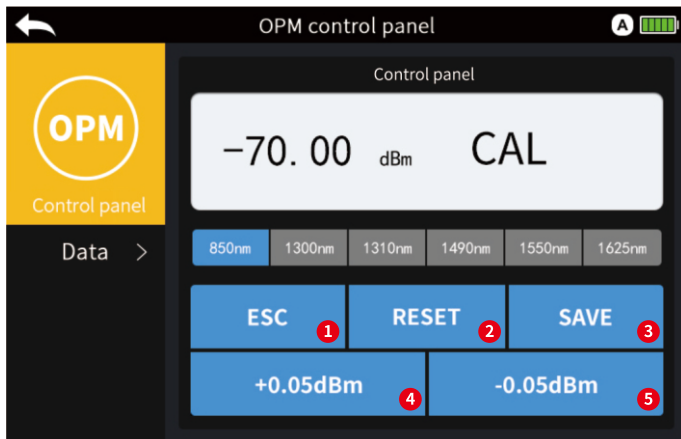 OPM control panel A
OPM
Control panel
Data >
Control panel
-70.00 dBm CAL
850nm 1300nm 1310nm 1490nm 1550nm 1625nm
ESC 1 RESET 2 SAVE 3
+0.05dBm 4 -0.05dBm 5